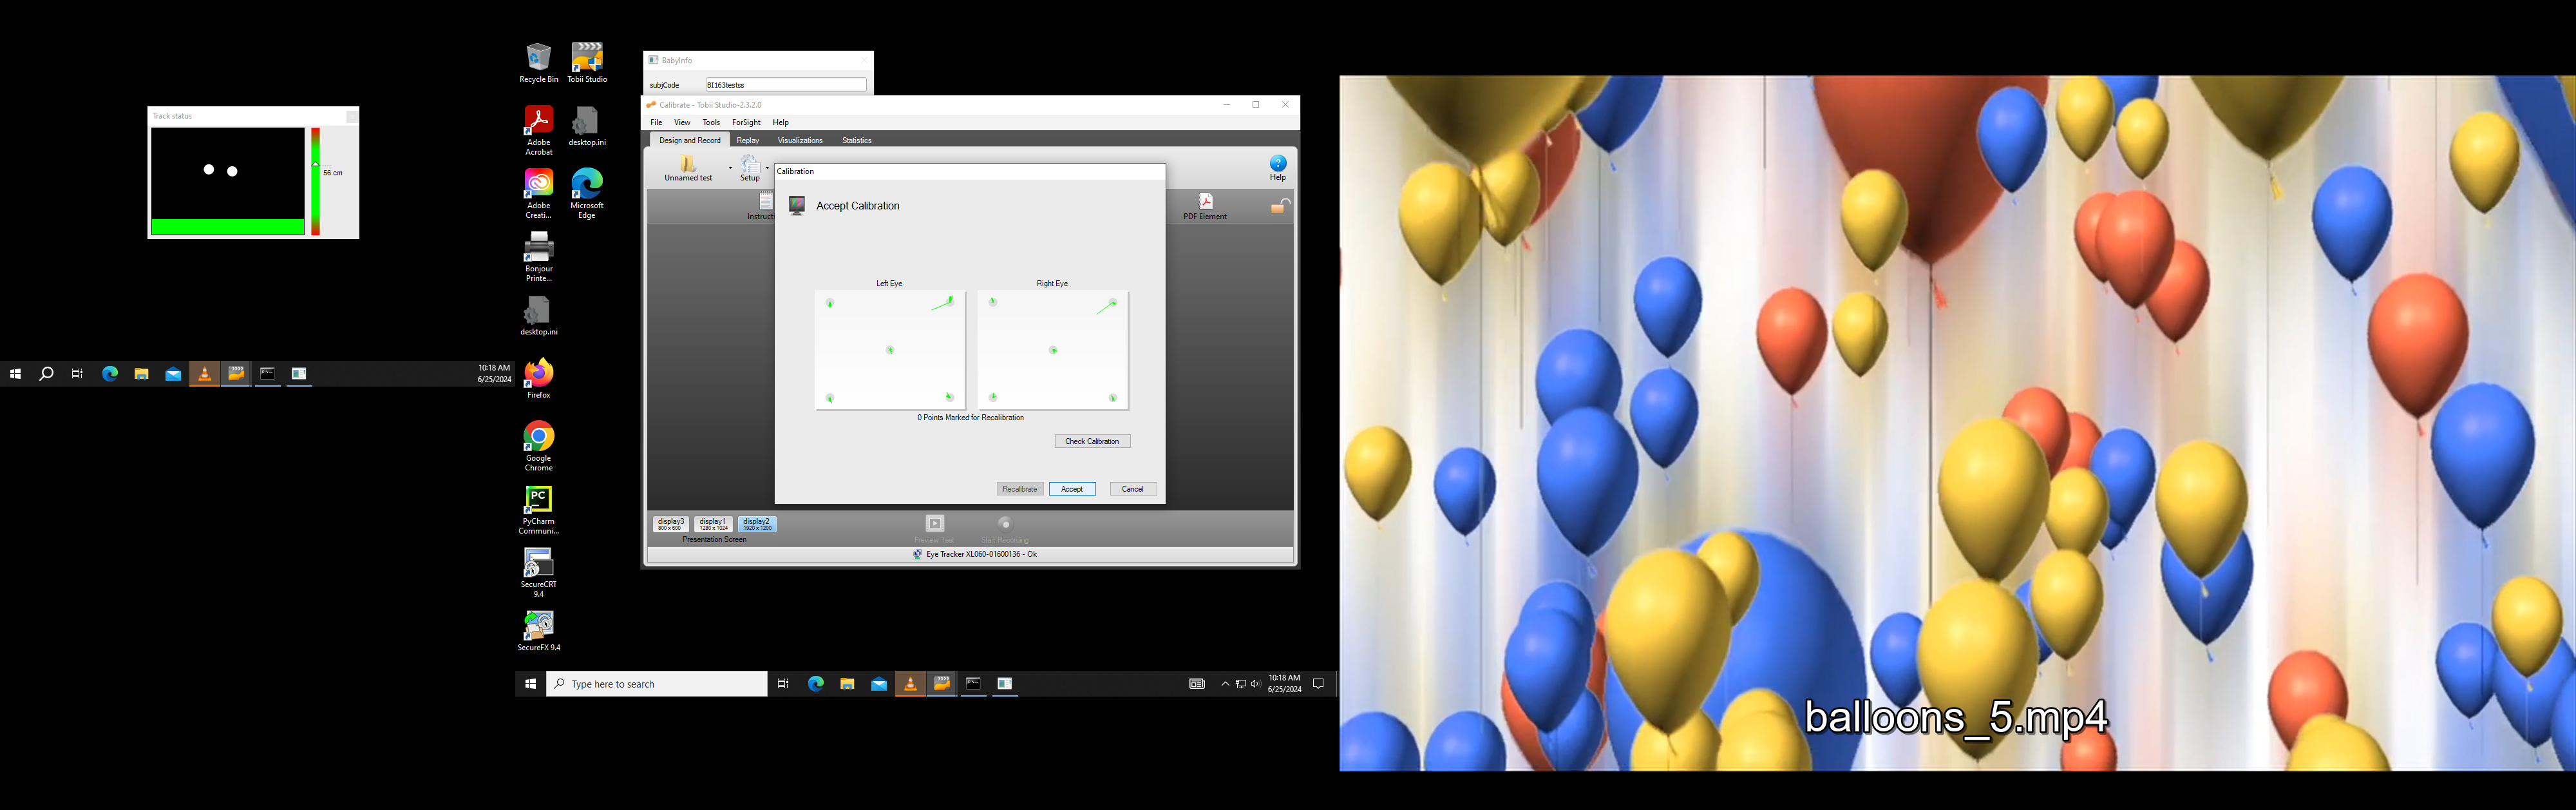 Track status
56 cm
10:18 AM
6/25/2024
Recycle Bin
Tobii Studio
Adobe
Acrobat
desktop.ini
Adobe
Creati...
Microsoft
Edge
Bonjour
Printe...
desktop.ini
Firefox
Google
Chrome
PC
PyCharm
Communi...
SecureCRT
9.4
SecureFX 9.4
BabyInfo
subjCode
BI163testss
Calibrate - Tobii Studio-2.3.2.0
File View Tools ForSight Help
Design and Record Replay Visualizations Statistics
Unnamed test
Setup
Help
Instruct
PDF Element
Calibration
Accept Calibration
Left Eye
Right Eye
0 Points Marked for Recalibration
Check Calibration
Recalibrate Accept Cancel
display3
800 x 600
display1
1280 x 1024
display2
1920 x 1200
Presentation Screen
Preview Test
Start Recording
Eye Tracker XL060-01600136 - Ok
Type here to search
10:18 AM
6/25/2024
balloons_5.mp4